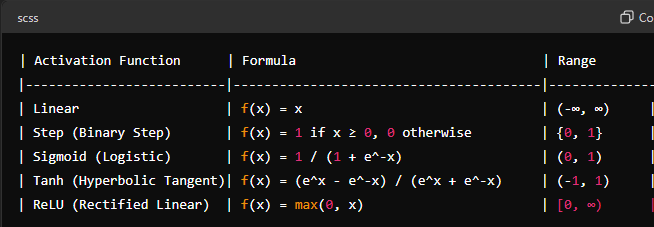 scss Co
| Activation Function | Formula | Range
|-------------------------|--------------------------------------|-------------
| Linear | f(x) = x | (-∞, ∞)
| Step (Binary Step) | f(x) = 1 if x ≥ 0, 0 otherwise | {0, 1}
| Sigmoid (Logistic) | f(x) = 1 / (1 + e^-x) | (0, 1)
| Tanh (Hyperbolic Tangent)| f(x) = (e^x - e^-x) / (e^x + e^-x) | (-1, 1)
| ReLU (Rectified Linear) | f(x) = max(0, x) | [0, ∞) |